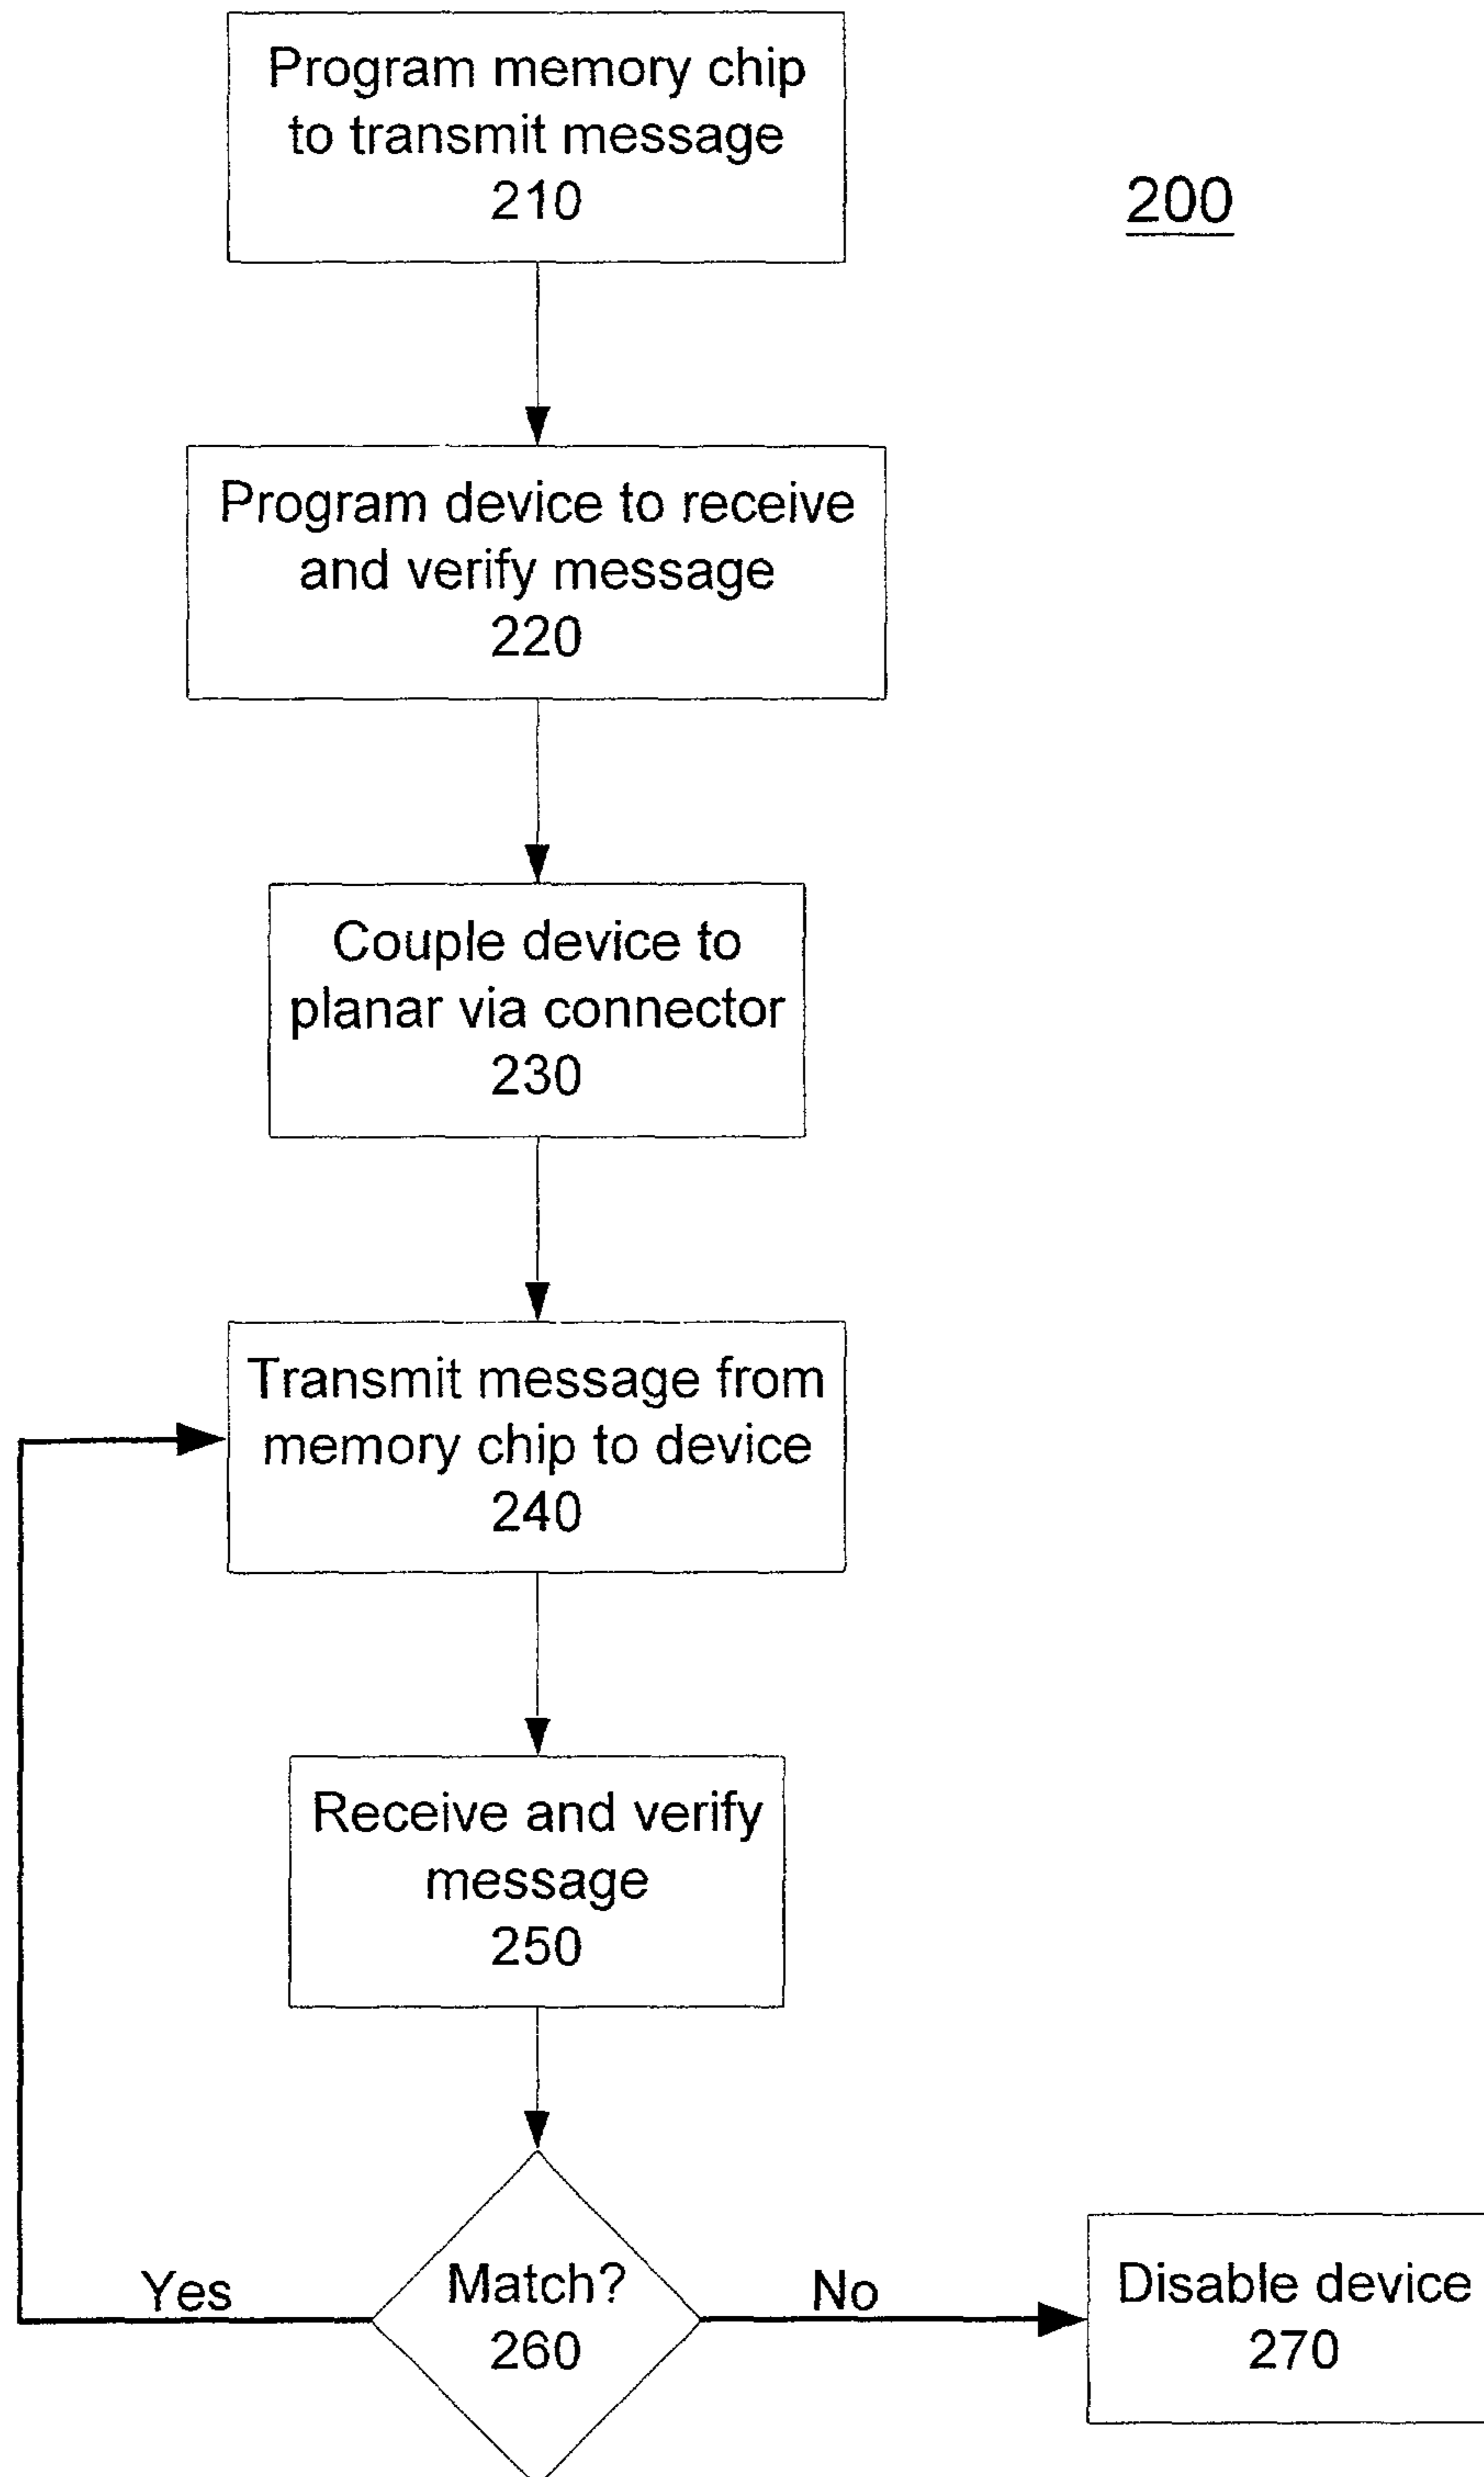 Program memory chip
to transmit message
210
200
Program device to receive
and verify message
220
Couple device to
planar via connector
230
Transmit message from
memory chip to device
240
Receive and verify
message
250
Yes
Match?
260
No
Disable device
270